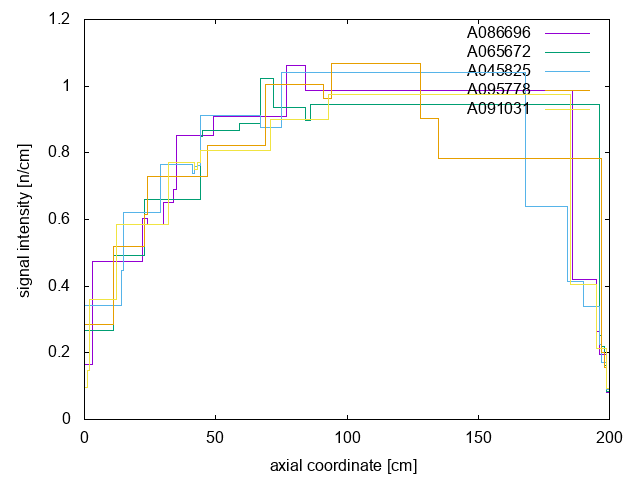 1.2
1
0.8
0.6
0.4
0.2
0
0
50
100
150
200
signal intensity [n/cm]
axial coordinate [cm]
A086696
A065672
A045825
A095778
A091031